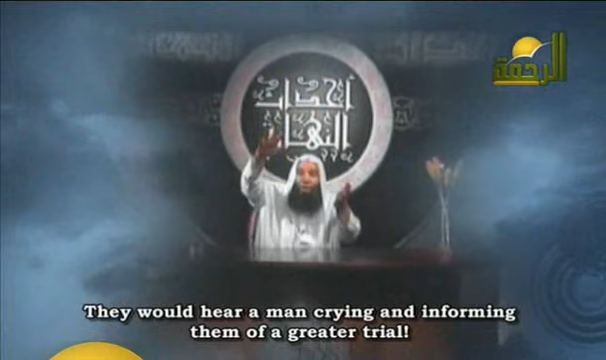 الرحمة
أحداث
النهاية
They would hear a man crying and informing
them of a greater trial!